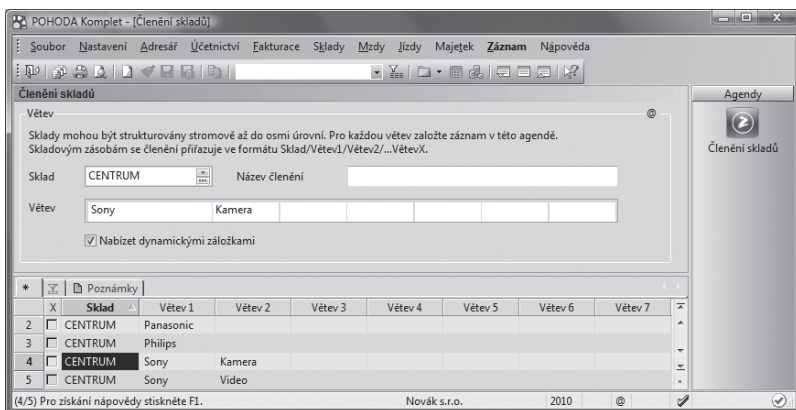 POHODA Komplet - [Členění skladů]
Soubor Nastavení Adresář Účetnictví Fakturace Sklady Mzdy Jízdy Majetek Záznam Nápověda
Členění skladů
Agendy
Větev @
Sklady mohou být strukturovány stromově až do osmi úrovní. Pro každou větev založte záznam v této agendě.
Skladovým zásobám se členění přiřazuje ve formátu Sklad/Větev1/Větev2/...VětevX.
Členění skladů
Sklad CENTRUM Název členění
Větev Sony Kamera
Nabízet dynamickými záložkami
* Poznámky
X Sklad Větev 1 Větev 2 Větev 3 Větev 4 Větev 5 Větev 6 Větev 7
2 CENTRUM Panasonic
3 CENTRUM Philips
4 CENTRUM Sony Kamera
5 CENTRUM Sony Video
(4/5) Pro získání nápovědy stiskněte F1. Novák s.r.o. 2010 @